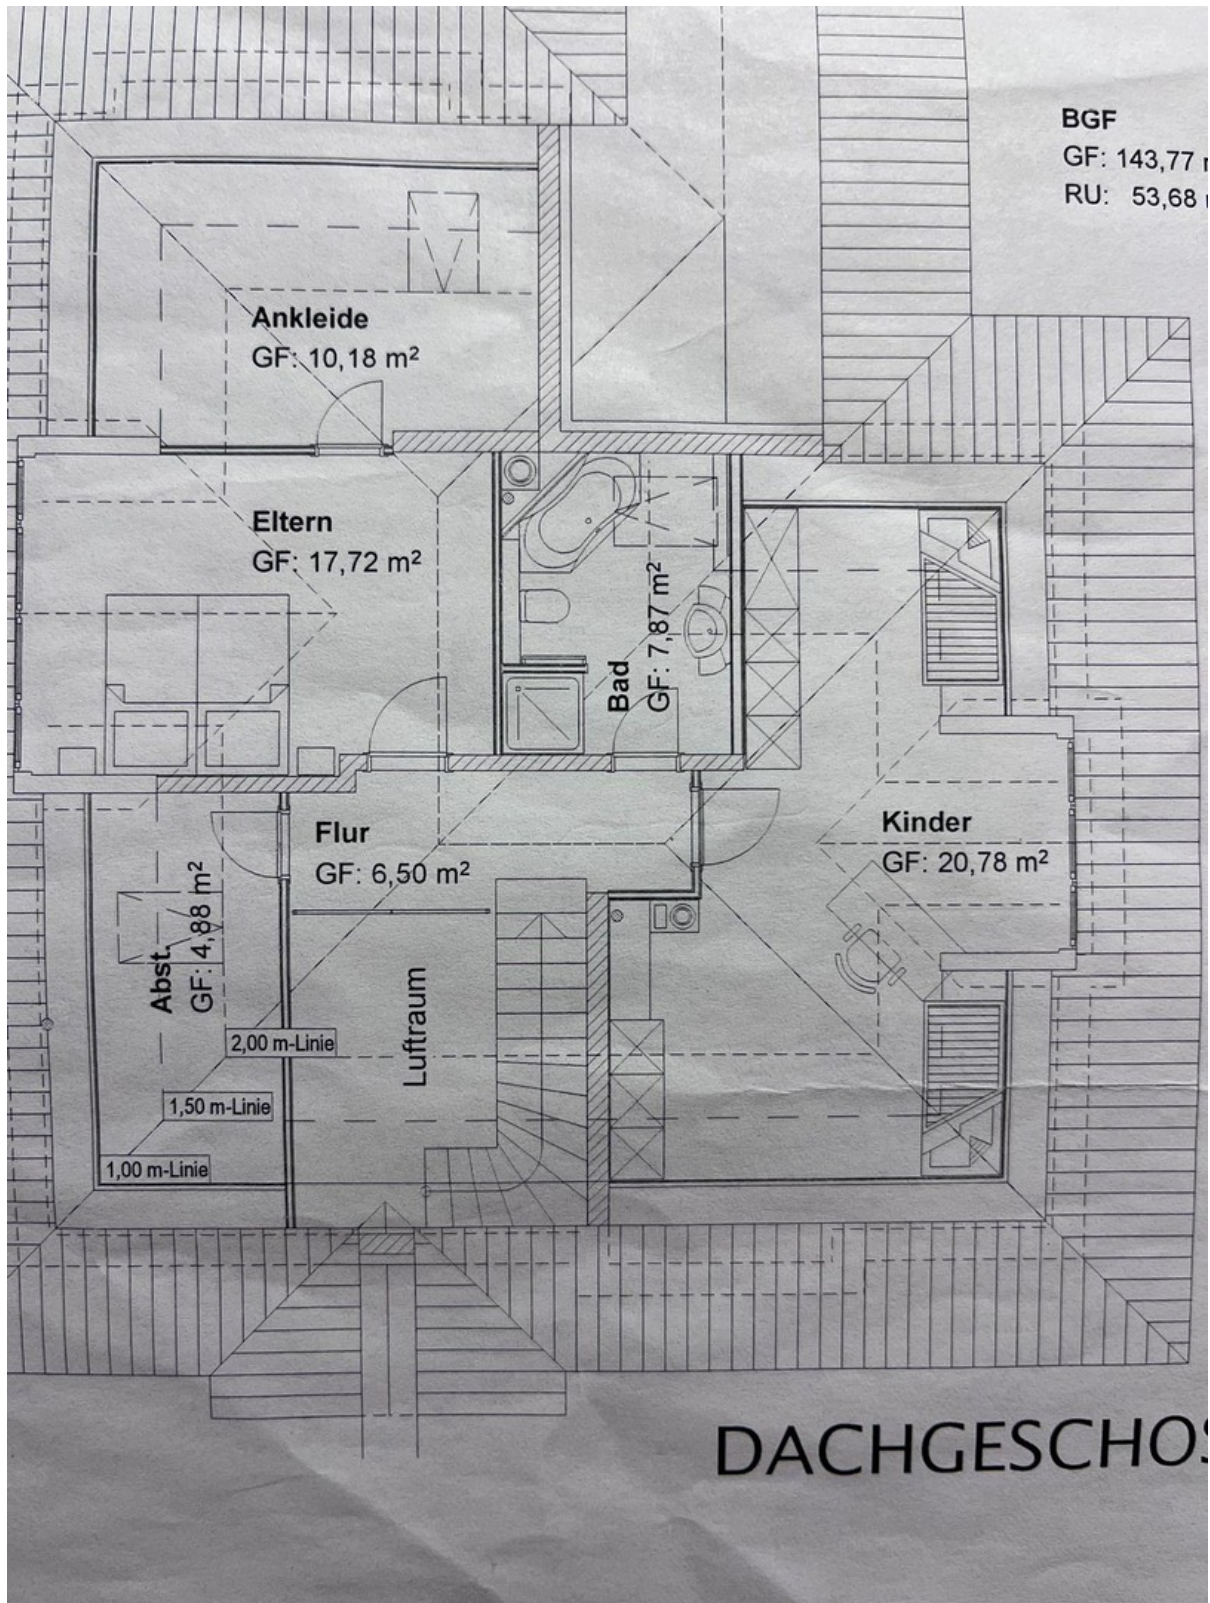 BGF
GF: 143,77
RU: 53,68
Ankleide
GF: 10,18 m²
Eltern
GF: 17,72 m²
Bad
GF: 7,87 m²
Flur
GF: 6,50 m²
Kinder
GF: 20,78 m²
Abst.
GF: 4,88 m²
Luftraum
2,00 m-Linie
1,50 m-Linie
1,00 m-Linie
DACHGESCHOS